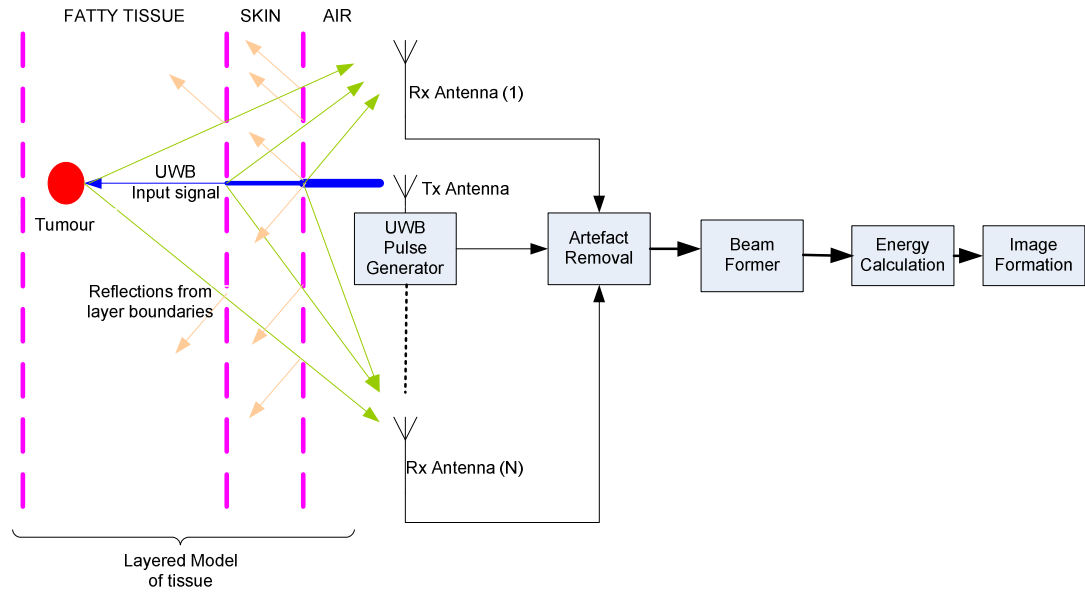 FATTY TISSUE
SKIN
AIR
Rx Antenna (1)
UWB
Input signal
Tx Antenna
Tumour
UWB
Pulse
Generator
Artefact
Removal
Beam
Former
Energy
Calculation
Image
Formation
Reflections from
layer boundaries
Rx Antenna (N)
Layered Model
of tissue